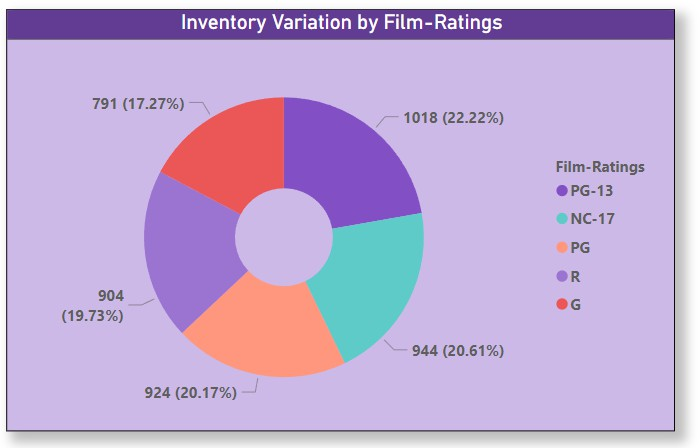 Inventory Variation by Film-Ratings
791 (17.27%)
1018 (22.22%)
Film-Ratings
PG-13
NC-17
PG
R
G
904
(19.73%)
944 (20.61%)
924 (20.17%)